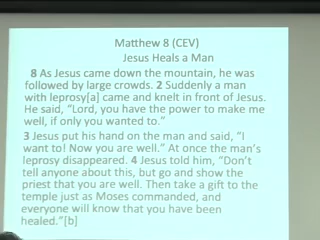 Matthew 8 (CEV)
Jesus Heals a Man
8 As Jesus came down the mountain, he was
followed by large crowds. 2 Suddenly a man
with leprosy[a] came and knelt in front of Jesus.
He said, "Lord, you have the power to make me
well, if only you wanted to."
3 Jesus put his hand on the man and said, "I
want to! Now you are well." At once the man's
leprosy disappeared. 4 Jesus told him, "Don't
tell anyone about this, but go and show the
priest that you are well. Then take a gift to the
temple just as Moses commanded, and
everyone will know that you have been
healed."[b]